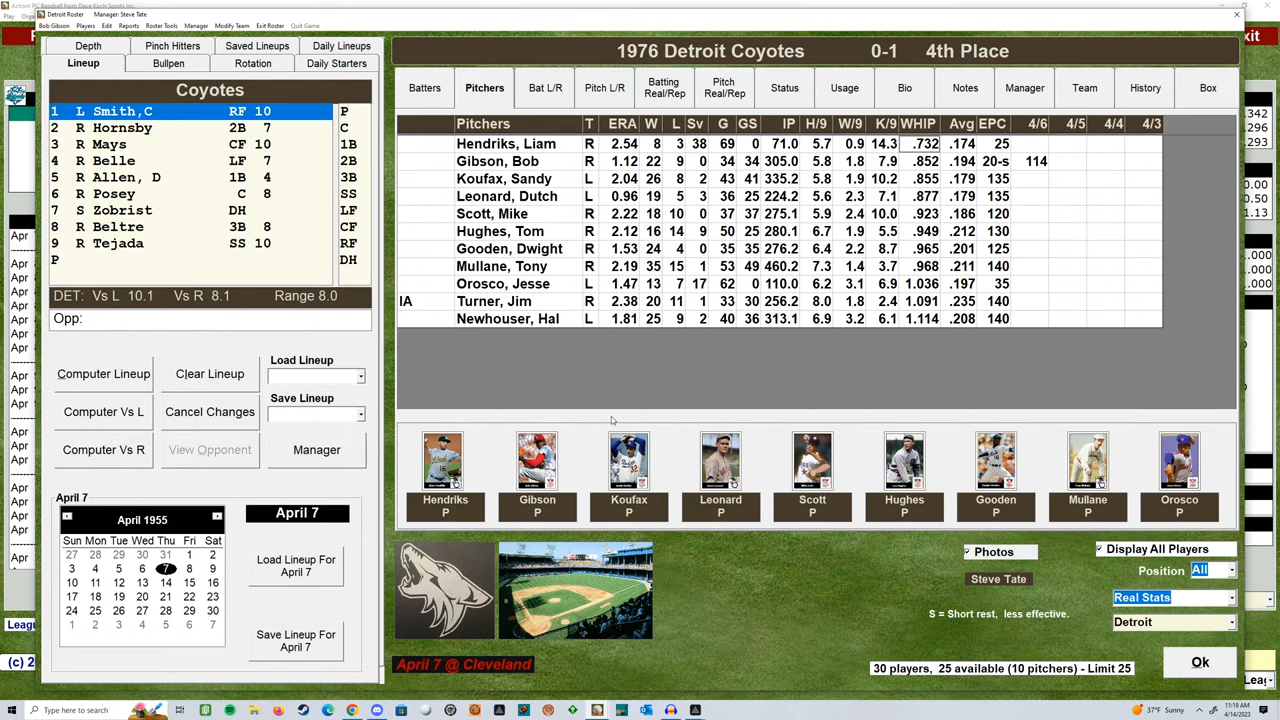 Action! PC Baseball from Dave Koch Sports Inc.
Detroit Roster Manager: Steve Tate
Bob Gibson Players Edit Reports Roster Tools Manager Modify Team Exit Roster Quit Game
Depth Pinch Hitters Saved Lineups Daily Lineups
Lineup Bullpen Rotation Daily Starters
Coyotes
1 L Smith,C RF 10 P
2 R Hornsby 2B 7 C
3 R Mays CF 10 1B
4 R Belle LF 7 2B
5 R Allen, D 1B 4 3B
6 R Posey C 8 SS
7 S Zobrist DH LF
8 R Beltre 3B 8 CF
9 R Tejada SS 10 RF
P DH
DET: Vs L 10.1 Vs R 8.1 Range 8.0
Opp:
Computer Lineup Clear Lineup Load Lineup
Computer Vs L Cancel Changes Save Lineup
Computer Vs R View Opponent Manager
April 7
April 1955
Sun Mon Tue Wed Thu Fri Sat
27 28 29 30 31 1 2
3 4 5 6 7 8 9
10 11 12 13 14 15 16
17 18 19 20 21 22 23
24 25 26 27 28 29 30
1 2 3 4 5 6 7
April 7
Load Lineup For April 7
Save Lineup For April 7
1976 Detroit Coyotes 0-1 4th Place
Batters Pitchers Bat L/R Pitch L/R Batting Real/Rep Pitch Real/Rep Status Usage Bio Notes Manager Team History Box
Pitchers T ERA W L Sv G GS IP H/9 W/9 K/9 WHIP Avg EPC 4/6 4/5 4/4 4/3
Hendriks, Liam R 2.54 8 3 38 69 0 71.0 5.7 0.9 14.3 .732 .174 25
Gibson, Bob R 1.12 22 9 0 34 34 305.0 5.8 1.8 7.9 .852 .194 20-s 114
Koufax, Sandy L 2.04 26 8 2 43 41 335.2 5.8 1.9 10.2 .855 .179 135
Leonard, Dutch L 0.96 19 5 3 36 25 224.2 5.6 2.3 7.1 .877 .179 135
Scott, Mike R 2.22 18 10 0 37 37 275.1 5.9 2.4 10.0 .923 .186 120
Hughes, Tom R 2.12 16 14 9 50 25 280.1 6.7 1.9 5.5 .949 .212 130
Gooden, Dwight R 1.53 24 4 0 35 35 276.2 6.4 2.2 8.7 .965 .201 125
Mullane, Tony R 2.19 35 15 1 53 49 460.2 7.3 1.4 3.7 .968 .211 140
Orosco, Jesse L 1.47 13 7 17 62 0 110.0 6.2 3.1 6.9 1.036 .197 35
IA Turner, Jim R 2.38 20 11 1 33 30 256.2 8.0 1.8 2.4 1.091 .235 140
Newhouser, Hal L 1.81 25 9 2 40 36 313.1 6.9 3.2 6.1 1.114 .208 140
Hendriks P
Gibson P
Koufax P
Leonard P
Scott P
Hughes P
Gooden P
Mullane P
Orosco P
Photos
Steve Tate
Display All Players
Position All
Real Stats
Detroit
S = Short rest, less effective.
April 7 @ Cleveland
30 players, 25 available (10 pitchers) - Limit 25
Ok
Type here to search
37°F Sunny
11:19 AM
4/14/2023